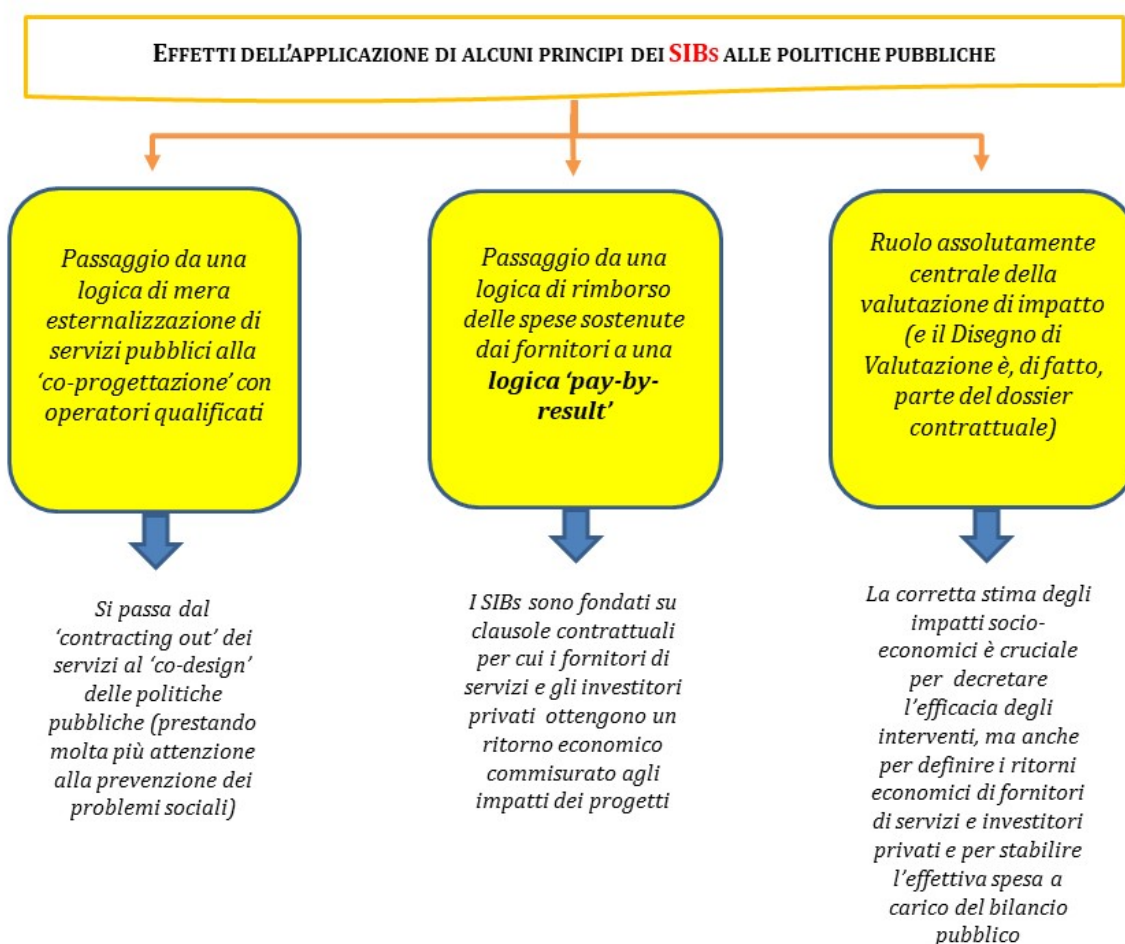 EFFETTI DELL'APPLICAZIONE DI ALCUNI PRINCIPI DEI SIBS ALLE POLITICHE PUBBLICHE
Passaggio da una
logica di mera
esternalizzazione di
servizi pubblici alla
‘co-progettazione’ con
operatori qualificati
Si passa dal
‘contracting out’ dei
servizi al ‘co-design’
delle politiche
pubbliche (prestando
molta più attenzione
alla prevenzione dei
problemi sociali)
Passaggio da una
logica di rimborso
delle spese sostenute
dai fornitori a una
logica ‘pay-by-
result’
I SIBs sono fondati su
clausole contrattuali
per cui i fornitori di
servizi e gli investitori
privati ottengono un
ritorno economico
commisurato agli
impatti dei progetti
Ruolo assolutamente
centrale della
valutazione di impatto
(e il Disegno di
Valutazione è, di fatto,
parte del dossier
contrattuale)
La corretta stima degli
impatti socio-
economici è cruciale
per decretare
l’efficacia degli
interventi, ma anche
per definire i ritorni
economici di fornitori
di servizi e investitori
privati e per stabilire
l’effettiva spesa a
carico del bilancio
pubblico